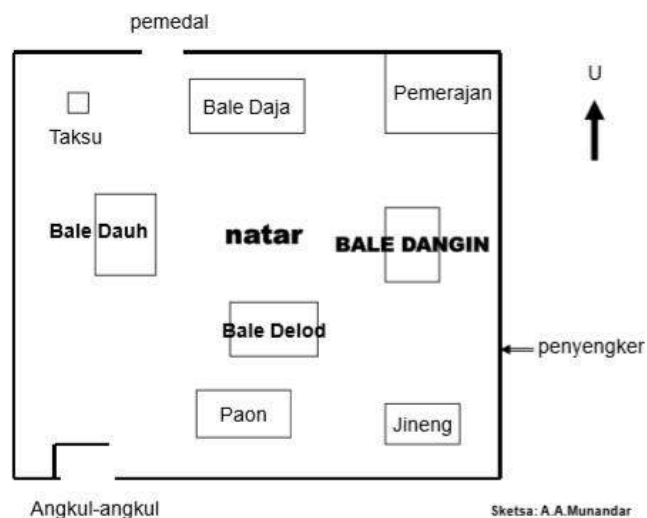 pemedal
U
Bale Daja
Pemerajan
Taksu
Bale Dauh
natar
BALE DANGIN
Bale Delod
penyengker
Paon
Jineng
Angkul-angkul
Sketsa: A.A.Munandar